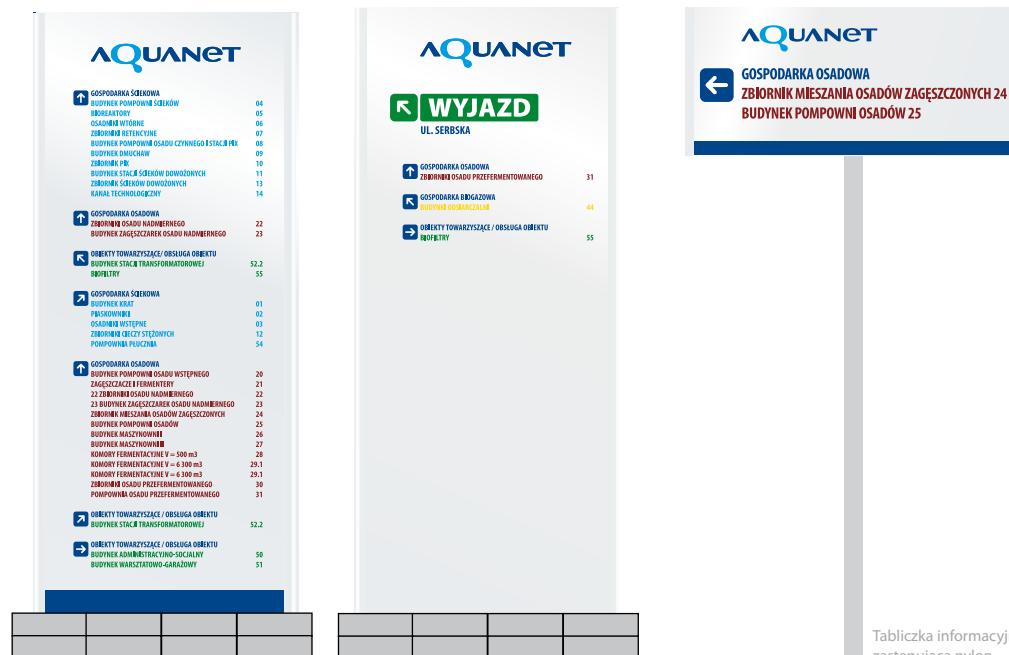 AQUANET
GOSPODARKA ŚCIEKOWA
BUDYNEK POMPOWNI ŚCIEKÓW 04
BIOREAKTORY 05
OSADNIKI WTÓRNE 06
ZBIORNIKI RETENCYJNE 07
BUDYNEK POMPOWNI OSADU CZYNNEGO I STACJI PIX 08
BUDYNEK DMUCHAW 09
ZBIORNIK PIX 10
BUDYNEK STACJI ŚCIEKÓW DOWOŻONYCH 11
ZBIORNIK ŚCIEKÓW DOWOŻONYCH 13
KANAŁ TECHNOLOGICZNY 14
GOSPODARKA OSADOWA
ZBIORNIKI OSADU NADMIERNEGO 22
BUDYNEK ZAGĘSZCZAREK OSADU NADMIERNEGO 23
OBIEKTY TOWARZYSZĄCE/ OBSŁUGA OBIEKTU
BUDYNEK STACJI TRANSFORMATOROWEJ 52.2
BIOFILTRY 55
GOSPODARKA ŚCIEKOWA
BUDYNEK KRAT 01
PIASKOWNIKI 02
OSADNIKI WSTĘPNE 03
ZBIORNIKI CIECZY STĘŻONYCH 12
POMPOWNIA PŁUCZNIA 54
GOSPODARKA OSADOWA
BUDYNEK POMPOWNI OSADU WSTĘPNEGO 20
ZAGĘSZCZACZE I FERMENTERY 21
22 ZBIORNIKI OSADU NADMIERNEGO 22
23 BUDYNEK ZAGĘSZCZAREK OSADU NADMIERNEGO 23
ZBIORNIK MIESZANIA OSADÓW ZAGĘSZCZONYCH 24
BUDYNEK POMPOWNI OSADÓW 25
BUDYNEK MASZYNOWNI I 26
BUDYNEK MASZYNOWNI II 27
KOMORY FERMENTACYJNE V = 500 m3 28
KOMORY FERMENTACYJNE V = 6 300 m3 29.1
KOMORY FERMENTACYJNE V = 6 300 m3 29.1
ZBIORNIKI OSADU PRZEFERMENTOWANEGO 30
POMPOWNIA OSADU PRZEFERMENTOWANEGO 31
OBIEKTY TOWARZYSZĄCE / OBSŁUGA OBIEKTU
BUDYNEK STACJI TRANSFORMATOROWEJ 52.2
OBIEKTY TOWARZYSZĄCE / OBSŁUGA OBIEKTU
BUDYNEK ADMINISTRACYJNO-SOCJALNY 50
BUDYNEK WARSZTATOWO-GARAŻOWY 51
AQUANET
WYJAZD
UL. SERBSKA
GOSPODARKA OSADOWA
ZBIORNIKI OSADU PRZEFERMENTOWANEGO 31
GOSPODARKA BIOGAZOWA
BUDYNKI ODSIARCZALNI 44
OBIEKTY TOWARZYSZĄCE / OBSŁUGA OBIEKTU
BIOFILTRY 55
AQUANET
GOSPODARKA OSADOWA
ZBIORNIK MIESZANIA OSADÓW ZAGĘSZCZONYCH 24
BUDYNEK POMPOWNI OSADÓW 25
Tabliczka informacyj